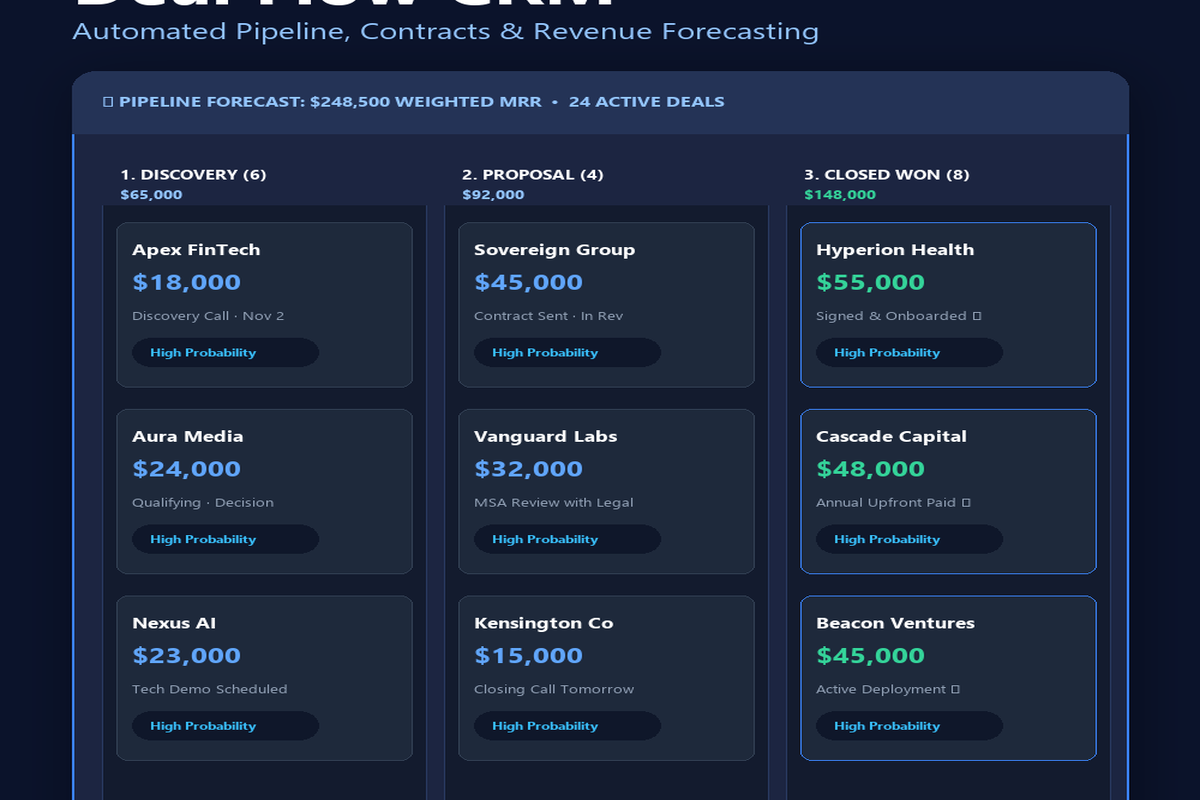 Deal Flow CRM
Automated Pipeline, Contracts & Revenue Forecasting
PIPELINE FORECAST: $248,500 WEIGHTED MRR • 24 ACTIVE DEALS
1. DISCOVERY (6)
$65,000
Apex FinTech
$18,000
Discovery Call · Nov 2
High Probability
Aura Media
$24,000
Qualifying · Decision
High Probability
Nexus AI
$23,000
Tech Demo Scheduled
High Probability
2. PROPOSAL (4)
$92,000
Sovereign Group
$45,000
Contract Sent · In Rev
High Probability
Vanguard Labs
$32,000
MSA Review with Legal
High Probability
Kensington Co
$15,000
Closing Call Tomorrow
High Probability
3. CLOSED WON (8)
$148,000
Hyperion Health
$55,000
Signed & Onboarded
High Probability
Cascade Capital
$48,000
Annual Upfront Paid
High Probability
Beacon Ventures
$45,000
Active Deployment
High Probability